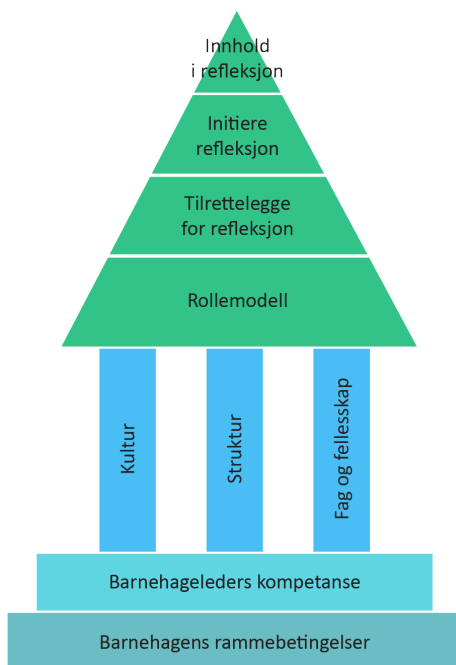 Innhold
i refleksjon
Initiere
refleksjon
Tilrettelegge
for refleksjon
Rollemodell
Kultur
Struktur
Fag og fellesskap
Barnehageleders kompetanse
Barnehagens rammebetingelser